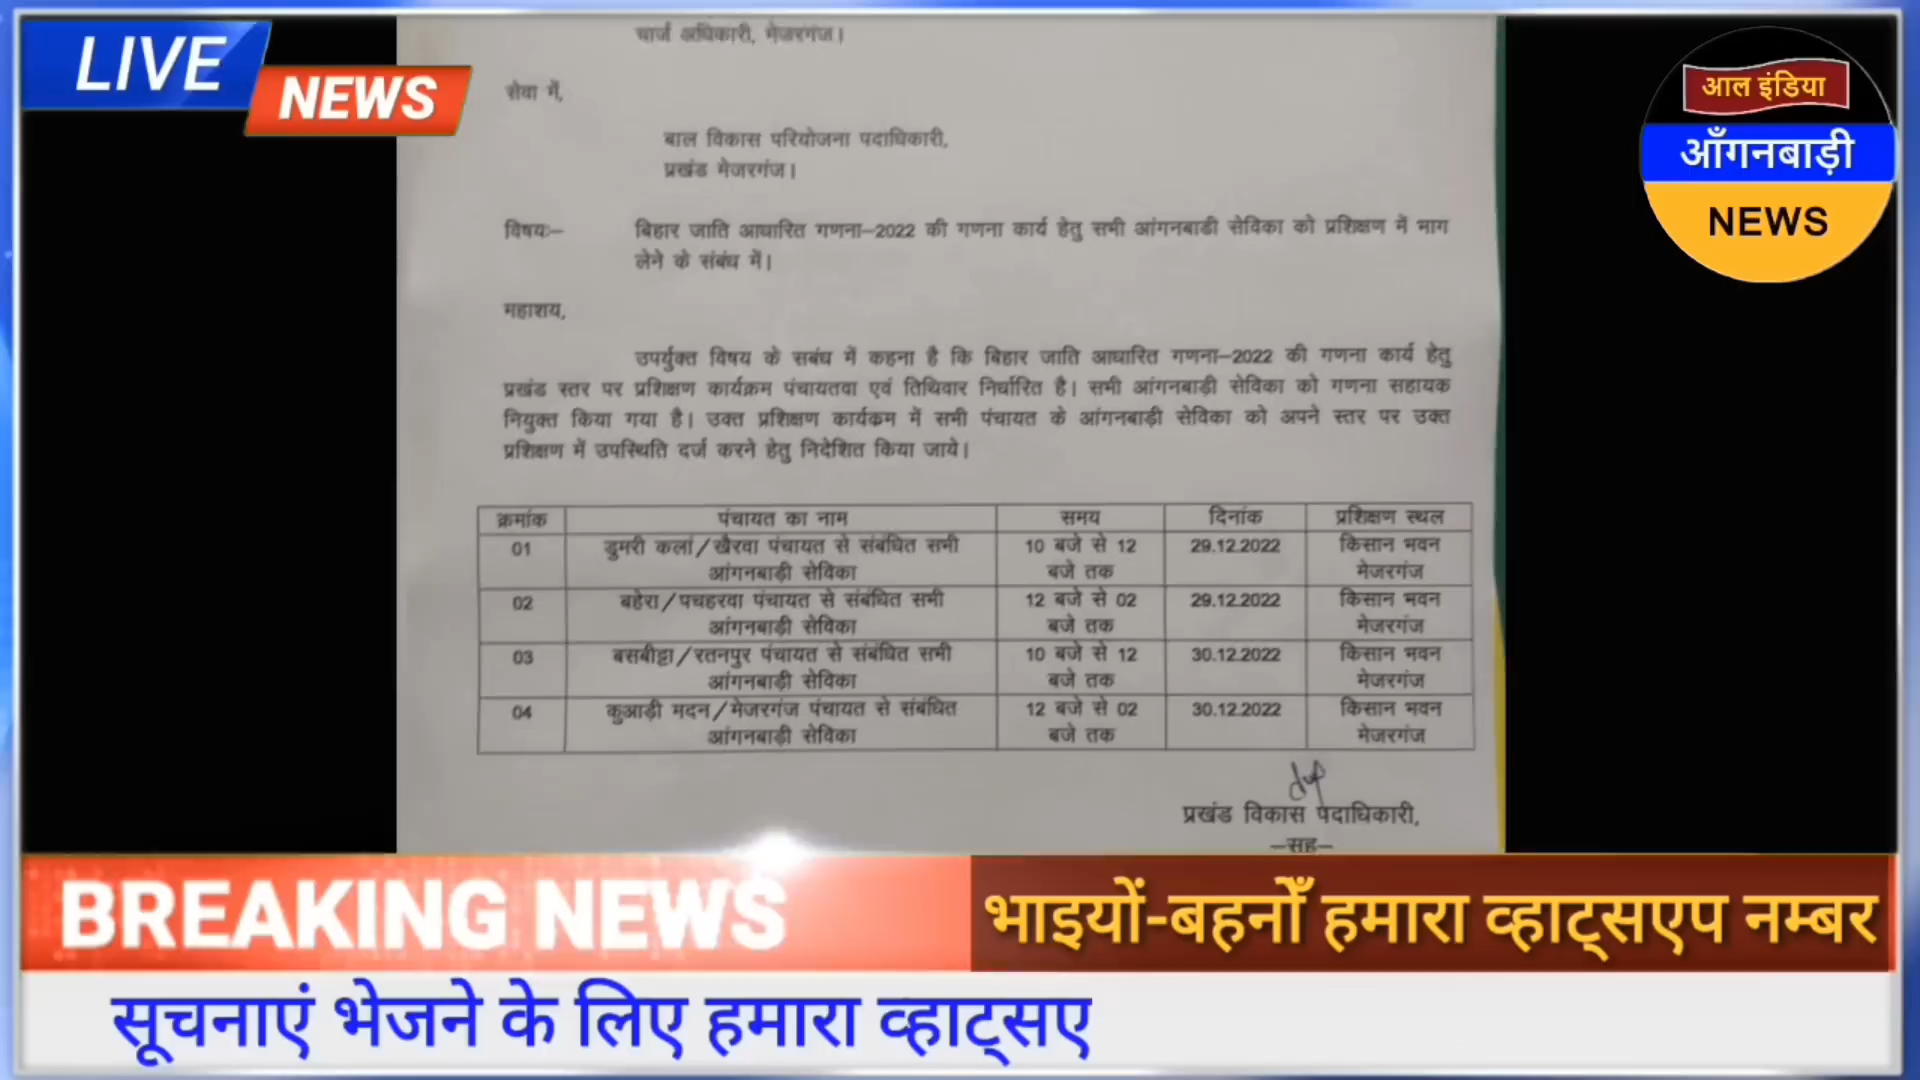 LIVE
NEWS
आल इंडिया
आँगनबाड़ी
NEWS
चार्ज अधिकारी, मेजरगंज।
सेवा में,
बाल विकास परियोजना पदाधिकारी,
प्रखंड मेजरगंज।
विषयः– बिहार जाति आधारित गणना–2022 की गणना कार्य हेतु सभी आंगनबाडी सेविका को प्रशिक्षण में भाग
लेने के संबंध में।
महाशय,
उपर्युक्त विषय के सबंध में कहना है कि बिहार जाति आधारित गणना–2022 की गणना कार्य हेतु
प्रखंड स्तर पर प्रशिक्षण कार्यक्रम पंचायतवा एवं तिथिवार निर्धारित है। सभी आंगनबाड़ी सेविका को गणना सहायक
नियुक्त किया गया है। उक्त प्रशिक्षण कार्यकम में सभी पंचायत के आंगनबाड़ी सेविका को अपने स्तर पर उक्त
प्रशिक्षण में उपस्थिति दर्ज करने हेतु निदेशित किया जाये।
क्रमांक पंचायत का नाम समय दिनांक प्रशिक्षण स्थल
01 डुमरी कलां/खैरवा पंचायत से संबंधित सभी 10 बजे से 12 29.12.2022 किसान भवन
आंगनबाड़ी सेविका बजे तक मेजरगंज
02 बहेरा/पचहरवा पंचायत से संबंधित सभी 12 बजे से 02 29.12.2022 किसान भवन
आंगनबाड़ी सेविका बजे तक मेजरगंज
03 बसबीट्टा/रतनपुर पंचायत से संबंधित सभी 10 बजे से 12 30.12.2022 किसान भवन
आंगनबाड़ी सेविका बजे तक मेजरगंज
04 कुआड़ी मदन/मेजरगंज पंचायत से संबंधित 12 बजे से 02 30.12.2022 किसान भवन
आंगनबाड़ी सेविका बजे तक मेजरगंज
प्रखंड विकास पदाधिकारी,
–सह–
BREAKING NEWS
भाइयों-बहनोँ हमारा व्हाट्सएप नम्बर
सूचनाएं भेजने के लिए हमारा व्हाट्सए